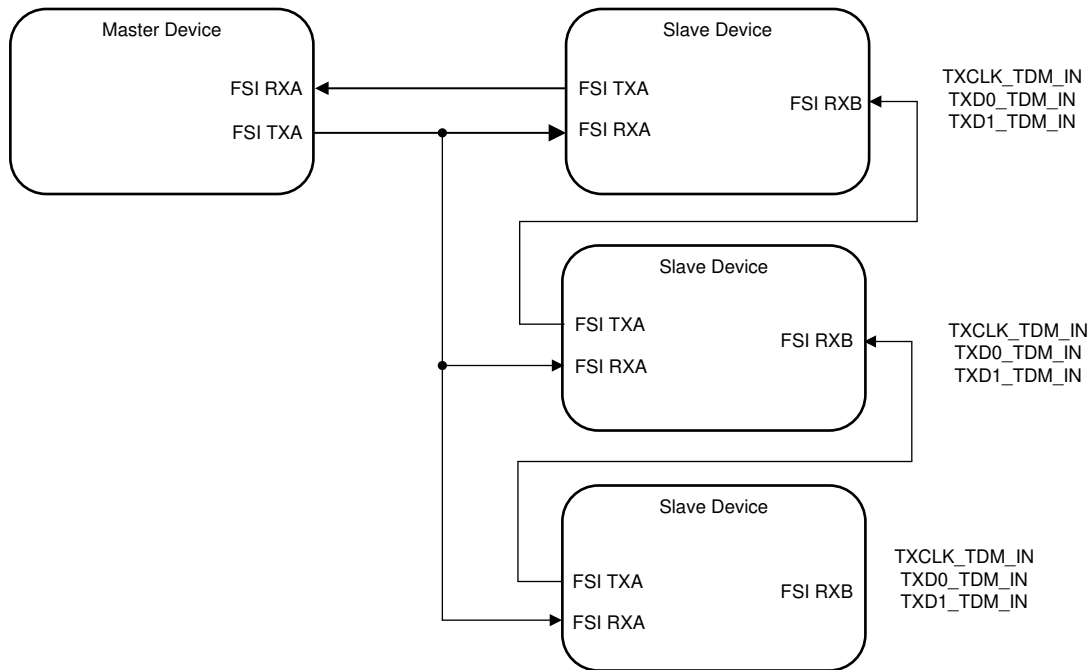 Master Device
FSI RXA
FSI TXA
Slave Device
FSI TXA
FSI RXA
FSI RXB
TXCLK_TDM_IN
TXD0_TDM_IN
TXD1_TDM_IN
Slave Device
FSI TXA
FSI RXA
FSI RXB
TXCLK_TDM_IN
TXD0_TDM_IN
TXD1_TDM_IN
Slave Device
FSI TXA
FSI RXA
FSI RXB
TXCLK_TDM_IN
TXD0_TDM_IN
TXD1_TDM_IN